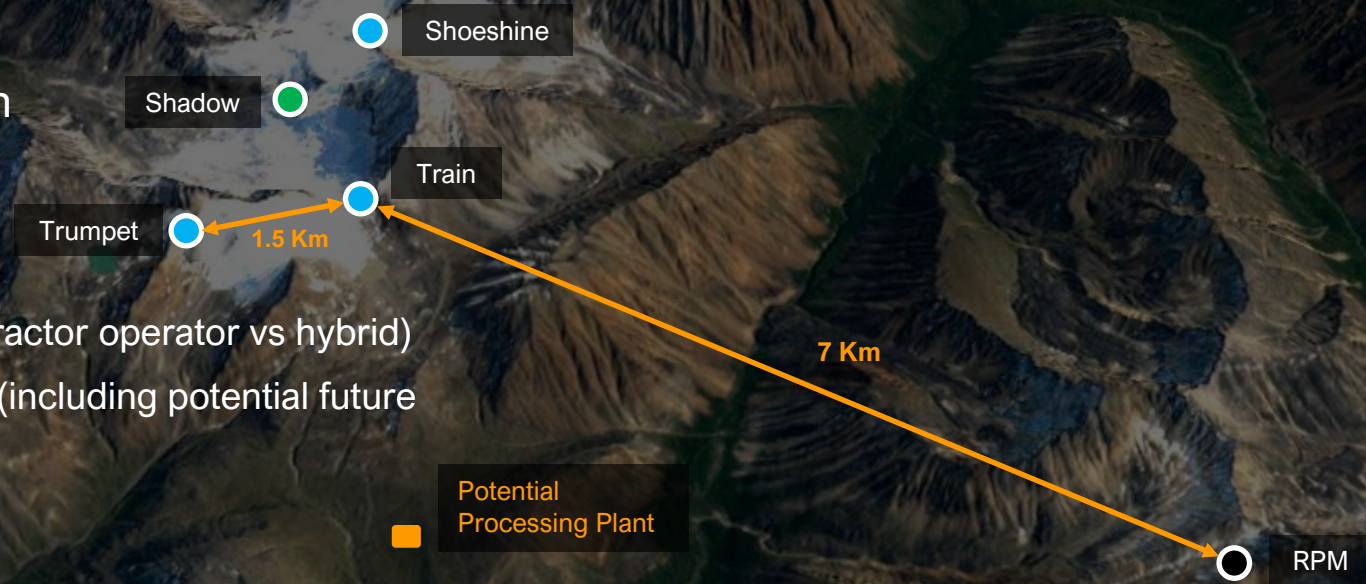 Shoeshine
Shadow
Train
Trumpet
1.5 Km
ractor operator vs hybrid)
7 Km
(including potential future
Potential
Processing Plant
RPM